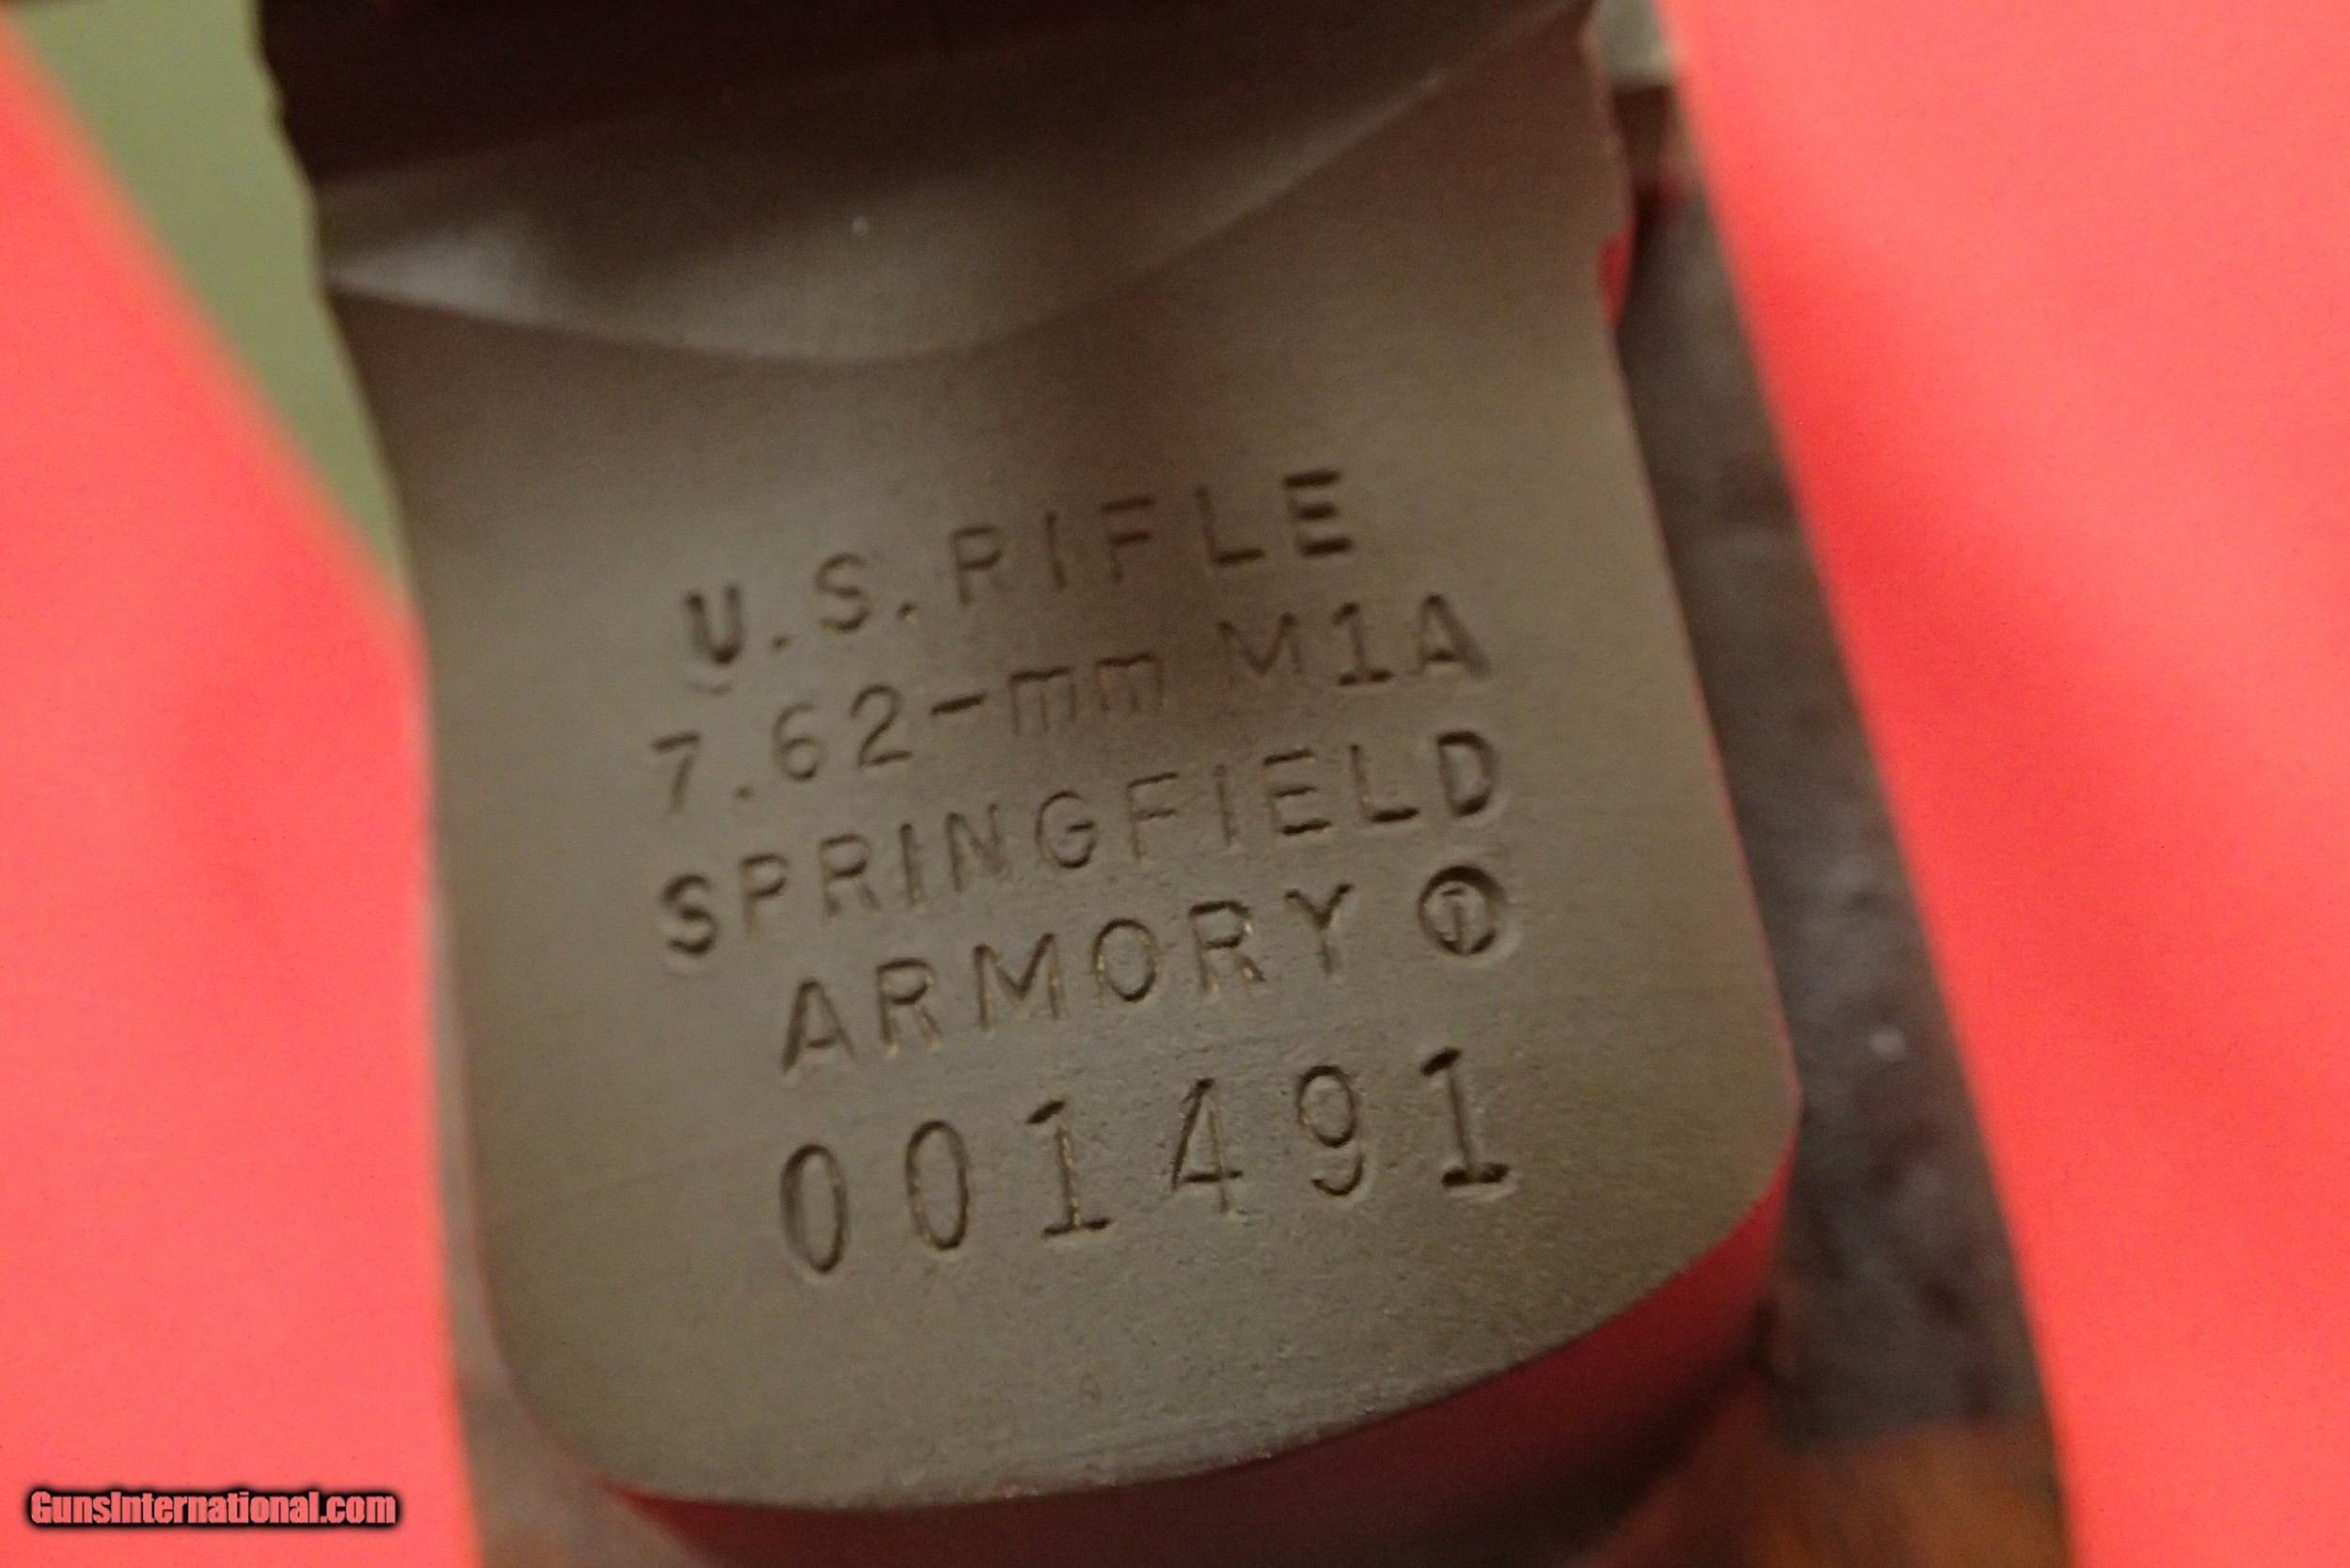 U.S. RIFLE
7.62-mm M1A
SPRINGFIELD
ARMORY ®
001491
GunsInternational.com